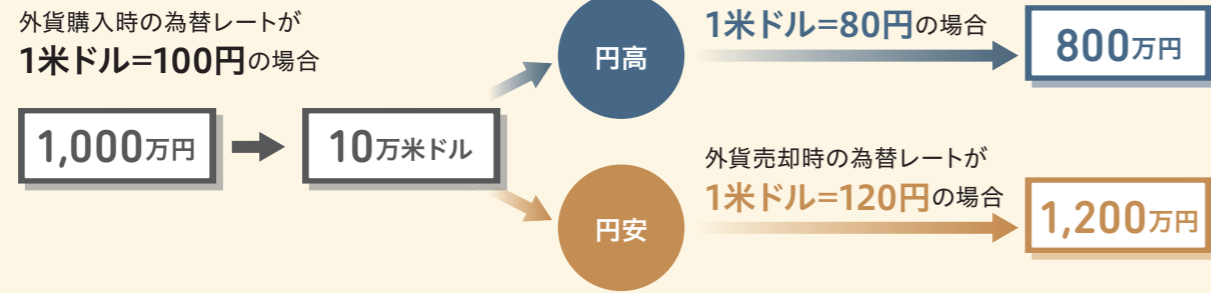 外貨購入時の為替レートが
1米ドル=100円の場合
1,000万円
10万米ドル
円高
1米ドル=80円の場合
800万円
円安
外貨売却時の為替レートが
1米ドル=120円の場合
1,200万円